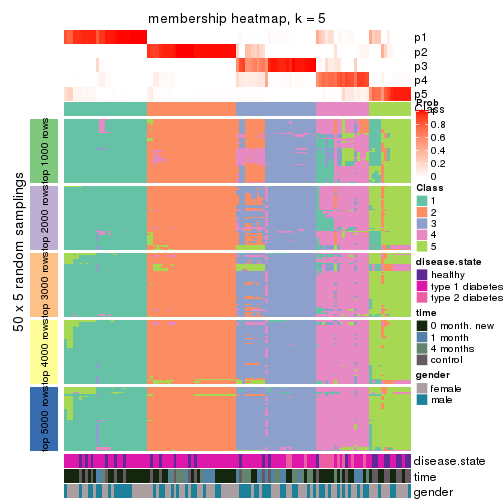 membership heatmap, k = 5
p1
p2
p3
p4
p5
Prob
Class
1
0.8
0.6
0.4
0.2
0
Class
1
2
3
4
5
disease.state
healthy
type 1 diabetes
type 2 diabetes
time
0 month. new
1 month
4 months
control
gender
female
male
50 x 5 random samplings
top 1000 rows
top 2000 rows
top 3000 rows
top 4000 rows
top 5000 rows
disease.state
time
gender